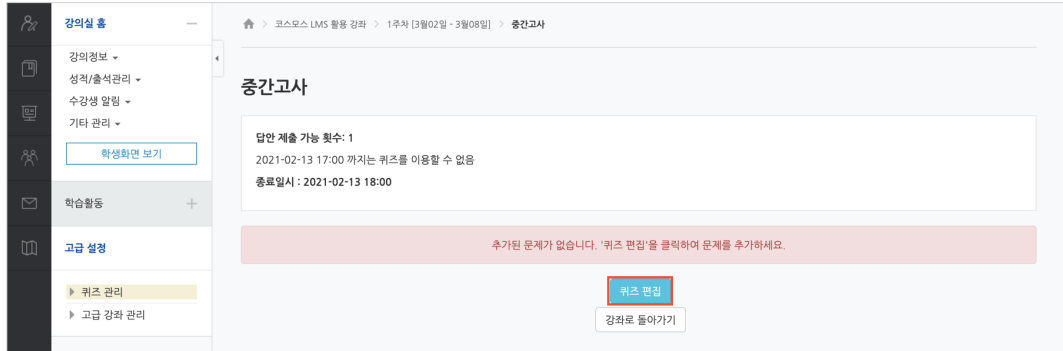 강의실 홈
코스모스 LMS 활용 강좌 > 1주차 [3월02일 - 3월08일] > 중간고사
강의정보
성적/출석관리
수강생 알림
기타 관리
학생화면 보기
학습활동
고급 설정
퀴즈 관리
고급 강좌 관리
중간고사
답안 제출 가능 횟수: 1
2021-02-13 17:00 까지는 퀴즈를 이용할 수 없음
종료일시 : 2021-02-13 18:00
추가된 문제가 없습니다. '퀴즈 편집'을 클릭하여 문제를 추가하세요.
퀴즈 편집
강좌로 돌아가기